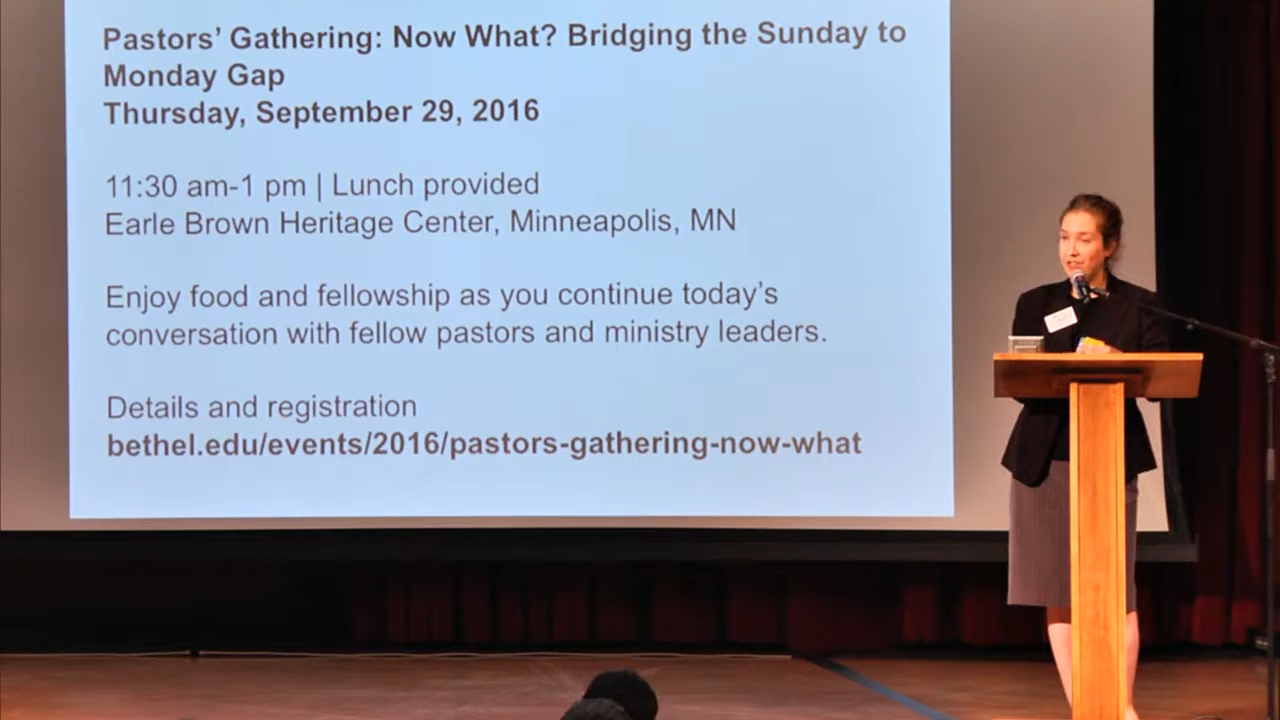 Pastors’ Gathering: Now What? Bridging the Sunday to
Monday Gap
Thursday, September 29, 2016
11:30 am-1 pm | Lunch provided
Earle Brown Heritage Center, Minneapolis, MN
Enjoy food and fellowship as you continue today’s
conversation with fellow pastors and ministry leaders.
Details and registration
bethel.edu/events/2016/pastors-gathering-now-what